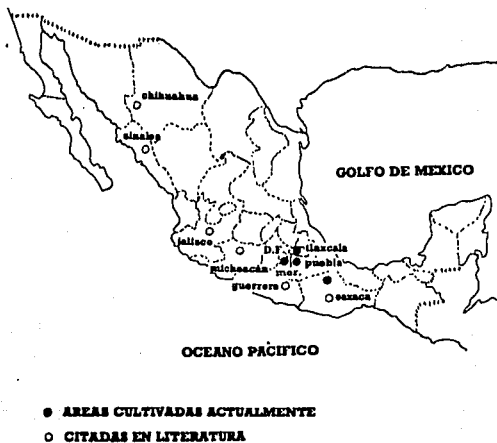 chihuahua
sinaloa
GOLFO DE MEXICO
jalisco
D.F.
tlaxcala
michoacán
puebla
mor.
guerrero
oaxaca
OCEANO PACIFICO
● AREAS CULTIVADAS ACTUALMENTE
○ CITADAS EN LITERATURA